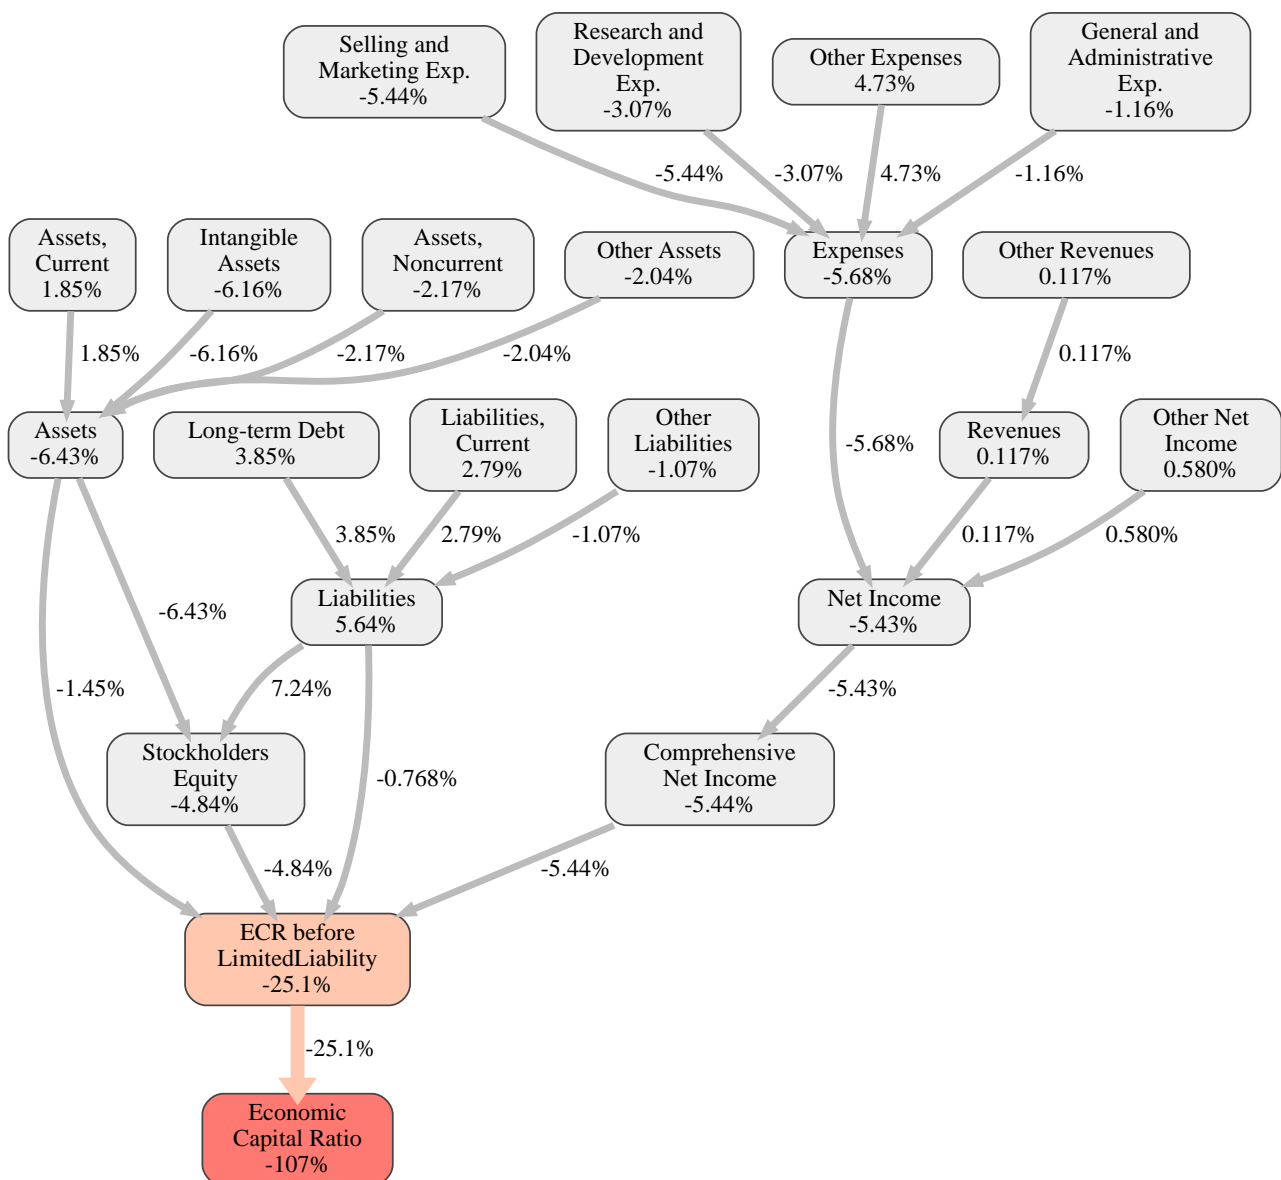 Selling and
Marketing Exp.
-5.44%
Research and
Development
Exp.
-3.07%
Other Expenses
4.73%
General and
Administrative
Exp.
-1.16%
-5.44%
-3.07%
4.73%
-1.16%
Assets,
Current
1.85%
Intangible
Assets
-6.16%
Assets,
Noncurrent
-2.17%
Other Assets
-2.04%
Expenses
-5.68%
Other Revenues
0.117%
1.85%
-6.16%
-2.17%
-2.04%
0.117%
Assets
-6.43%
Long-term Debt
3.85%
Liabilities,
Current
2.79%
Other
Liabilities
-1.07%
-5.68%
Revenues
0.117%
Other Net
Income
0.580%
3.85%
2.79%
-1.07%
0.117%
0.580%
-6.43%
Liabilities
5.64%
Net Income
-5.43%
-1.45%
7.24%
-5.43%
Stockholders
Equity
-4.84%
-0.768%
Comprehensive
Net Income
-5.44%
-4.84%
-5.44%
ECR before
LimitedLiability
-25.1%
-25.1%
Economic
Capital Ratio
-107%